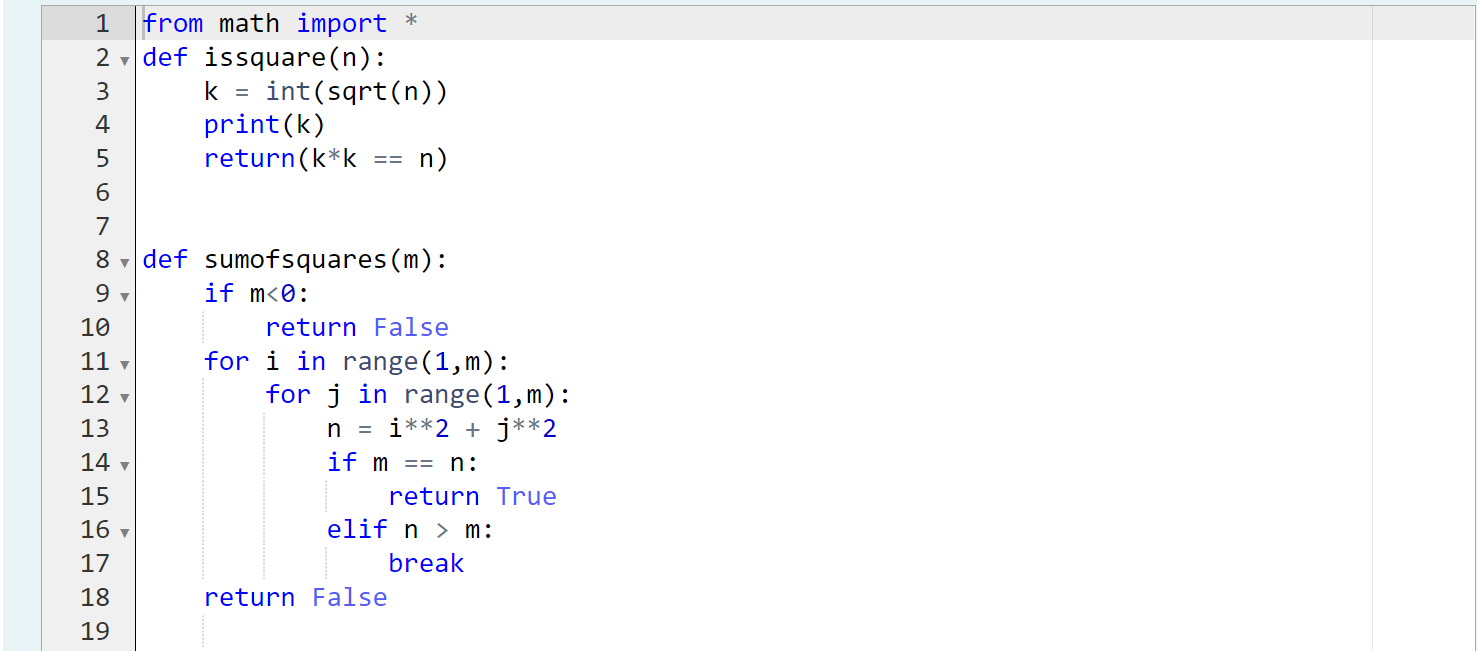 1 from math import *
2 def issquare(n):
3     k = int(sqrt(n))
4     print(k)
5     return(k*k == n)
6
7
8 def sumofsquares(m):
9     if m<0:
10         return False
11     for i in range(1,m):
12         for j in range(1,m):
13             n = i**2 + j**2
14             if m == n:
15                 return True
16             elif n > m:
17                 break
18     return False
19